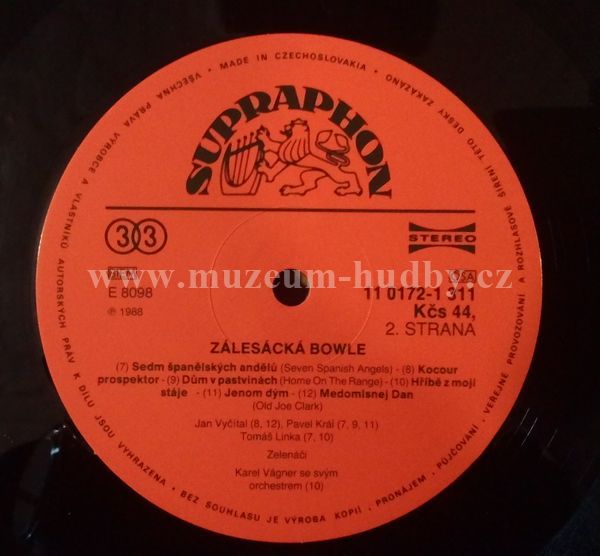 VŠECHNA PRÁVA VÝROBCE A VLASTNÍKŮ AUTORSKÝCH PRÁV K DÍLU JSOU VYHRAZENA • BEZ SOUHLASU JE VÝROBA KOPIÍ, PRONÁJEM, PŮJČOVÁNÍ, VEŘEJNÉ PROVOZOVÁNÍ A ROZHLASOVÉ ŠÍŘENÍ TÉTO DESKY ZAKÁZÁNO • MADE IN CZECHOSLOVAKIA •
SUPRAPHON
33
STEREO
OSA
www.muzeum-hudby.cz
E 8098
11 0172-1 311
℗ 1988
Kčs 44,
2. STRANA
ZÁLESÁCKÁ BOWLE
(7) Sedm španělských andělů (Seven Spanish Angels) - (8) Kocour
prospektor - (9) Dům v pastvinách (Home On The Range) - (10) Hříbě z mojí
stáje - (11) Jenom dým - (12) Medomisnej Dan
(Old Joe Clark)
Jan Vyčítal (8, 12), Pavel Král (7, 9, 11)
Tomáš Linka (7, 10)
Zelenáči
Karel Vágner se svým
orchestrem (10)